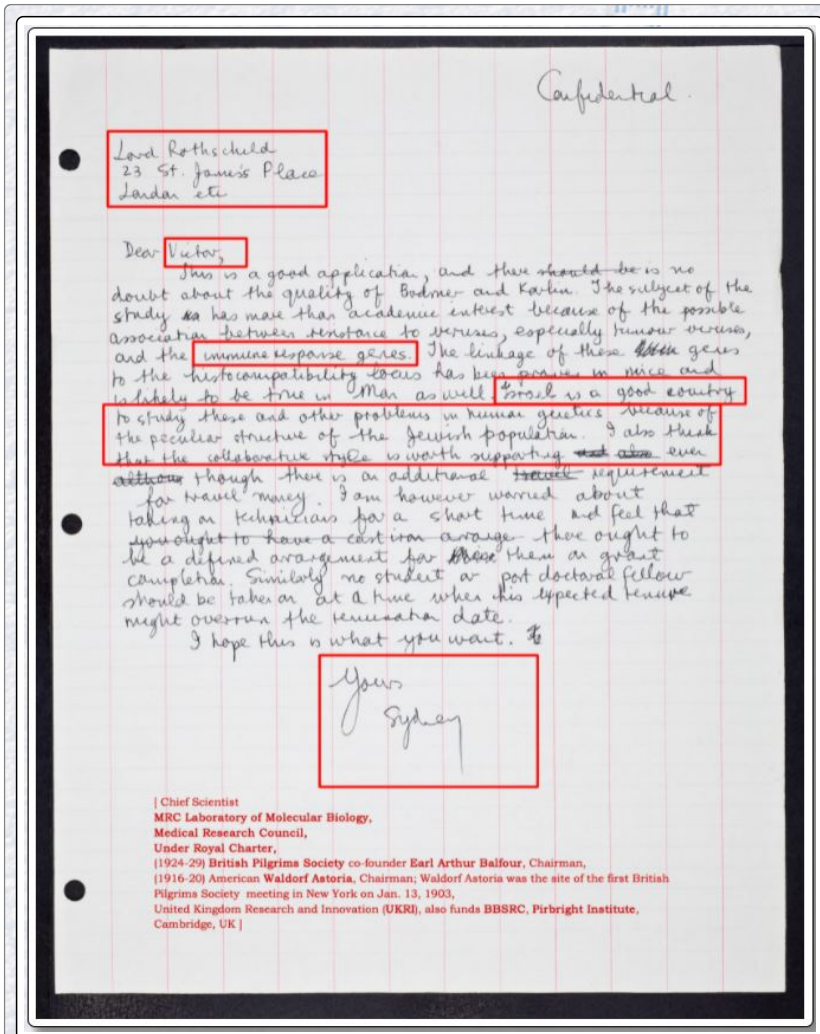 Confidential.
Lord Rothschild
23 St. James's Place
London etc
Dear Victor,
This is a good application, and there should be is no
doubt about the quality of Bodmer and Karlin. The subject of the
study has more than academic interest because of the possible
association between resistance to viruses, especially tumour viruses,
and the immune response genes. The linkage of these genes
to the histocompatibility locus has been proven in mice and
is likely to be true in Man as well. Israel is a good country
to study these and other problems in human genetics because of
the peculiar structure of the Jewish population. I also think
that the collaborative style is worth supporting and also even
although though there is an additional travel requirement
for travel money. I am however worried about
taking on technicians for a short time and feel that
you ought to have a cast iron arrange there ought to
be a defined arrangement for these them on grant
completion. Similarly no student or post doctoral fellow
should be taken on at a time when his expected tenure
might overrun the termination date.
I hope this is what you want.
Yours
Sydney
| Chief Scientist
MRC Laboratory of Molecular Biology,
Medical Research Council,
Under Royal Charter,
(1924-29) British Pilgrims Society co-founder Earl Arthur Balfour, Chairman,
(1916-20) American Waldorf Astoria, Chairman; Waldorf Astoria was the site of the first British
Pilgrims Society meeting in New York on Jan. 13, 1903,
United Kingdom Research and Innovation (UKRI), also funds BBSRC, Pirbright Institute,
Cambridge, UK ]